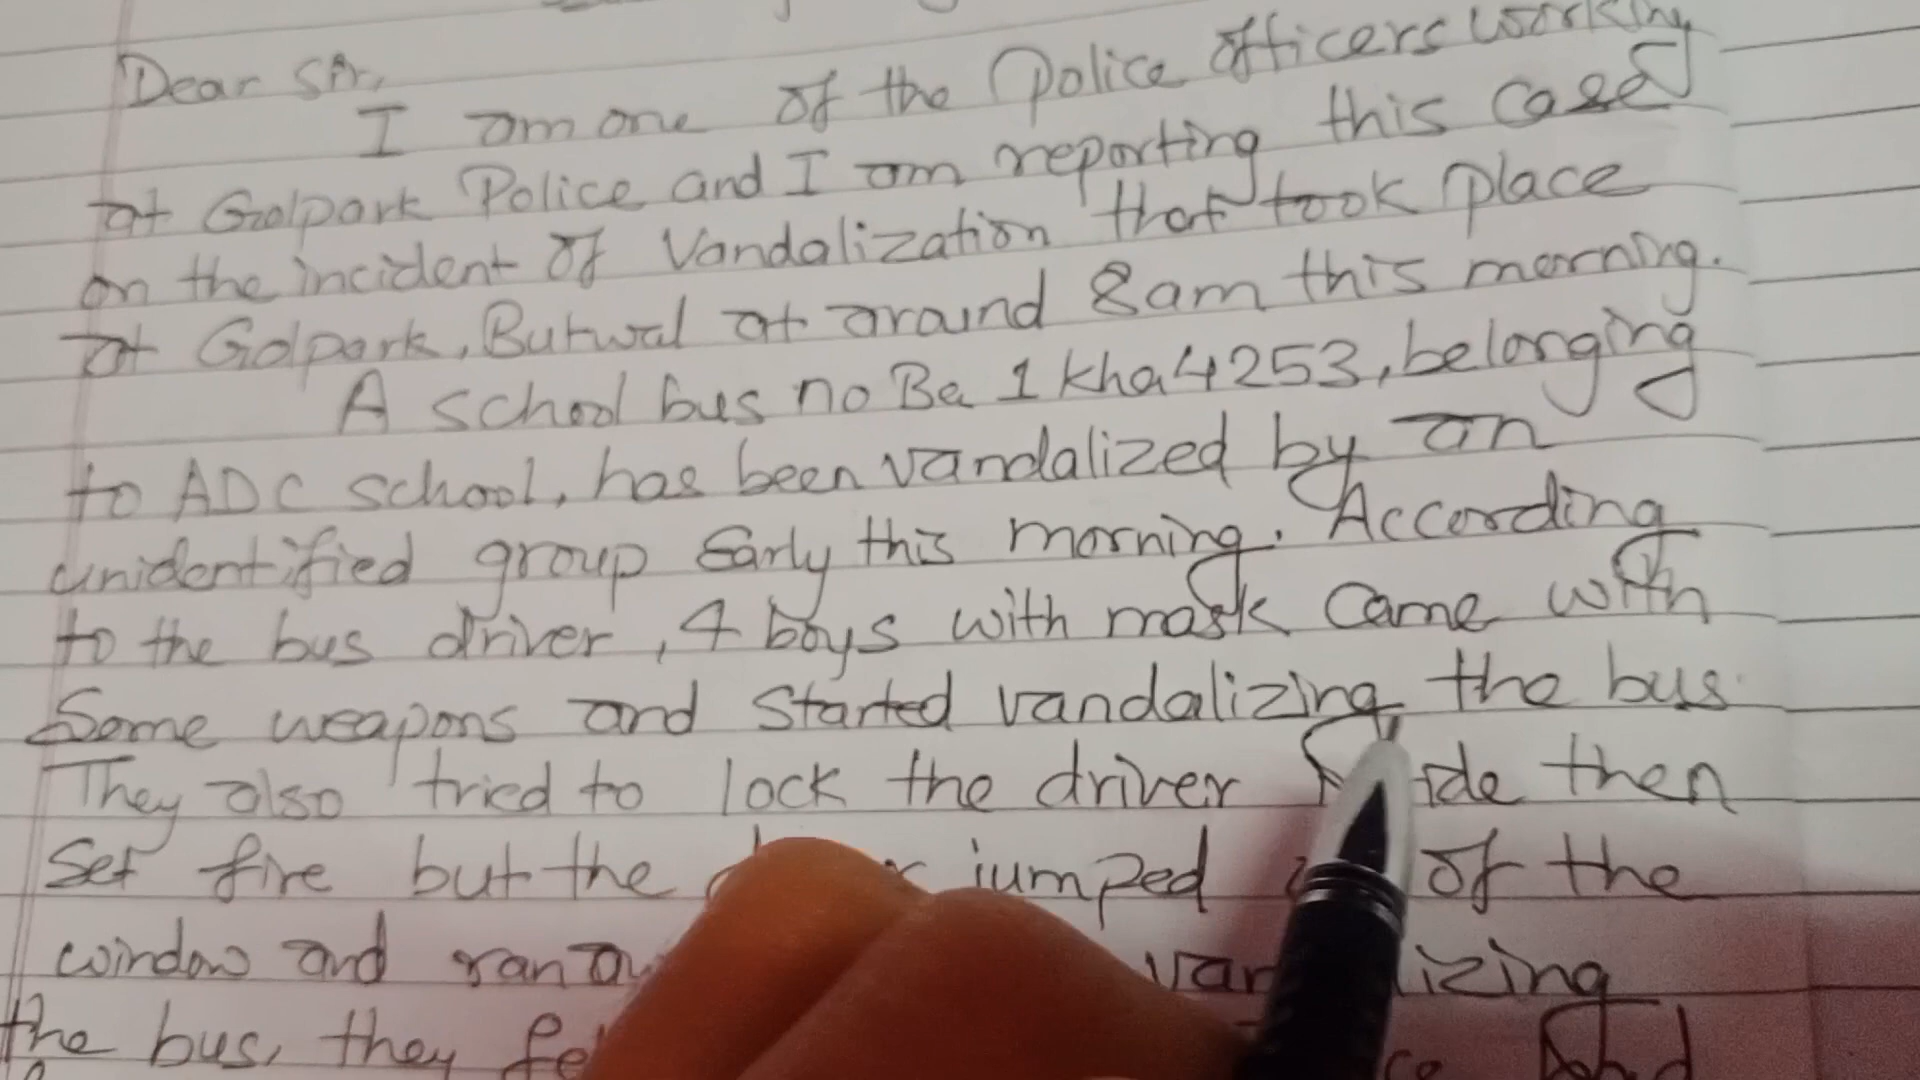 Dear Sir,
I am one of the Police officers working
at Golpark Police and I am reporting this case
on the incident of Vandalization that took place
at Golpark, Butwal at around 8am this morning.
A school bus no Ba 1 kha 4253, belonging
to ADC school, has been vandalized by an
unidentified group early this morning. According
to the bus driver, 4 boys with mask came with
Some weapons and started vandalizing the bus.
They also tried to lock the driver then
Set fire but the jumped of the
window and ran
the bus, they